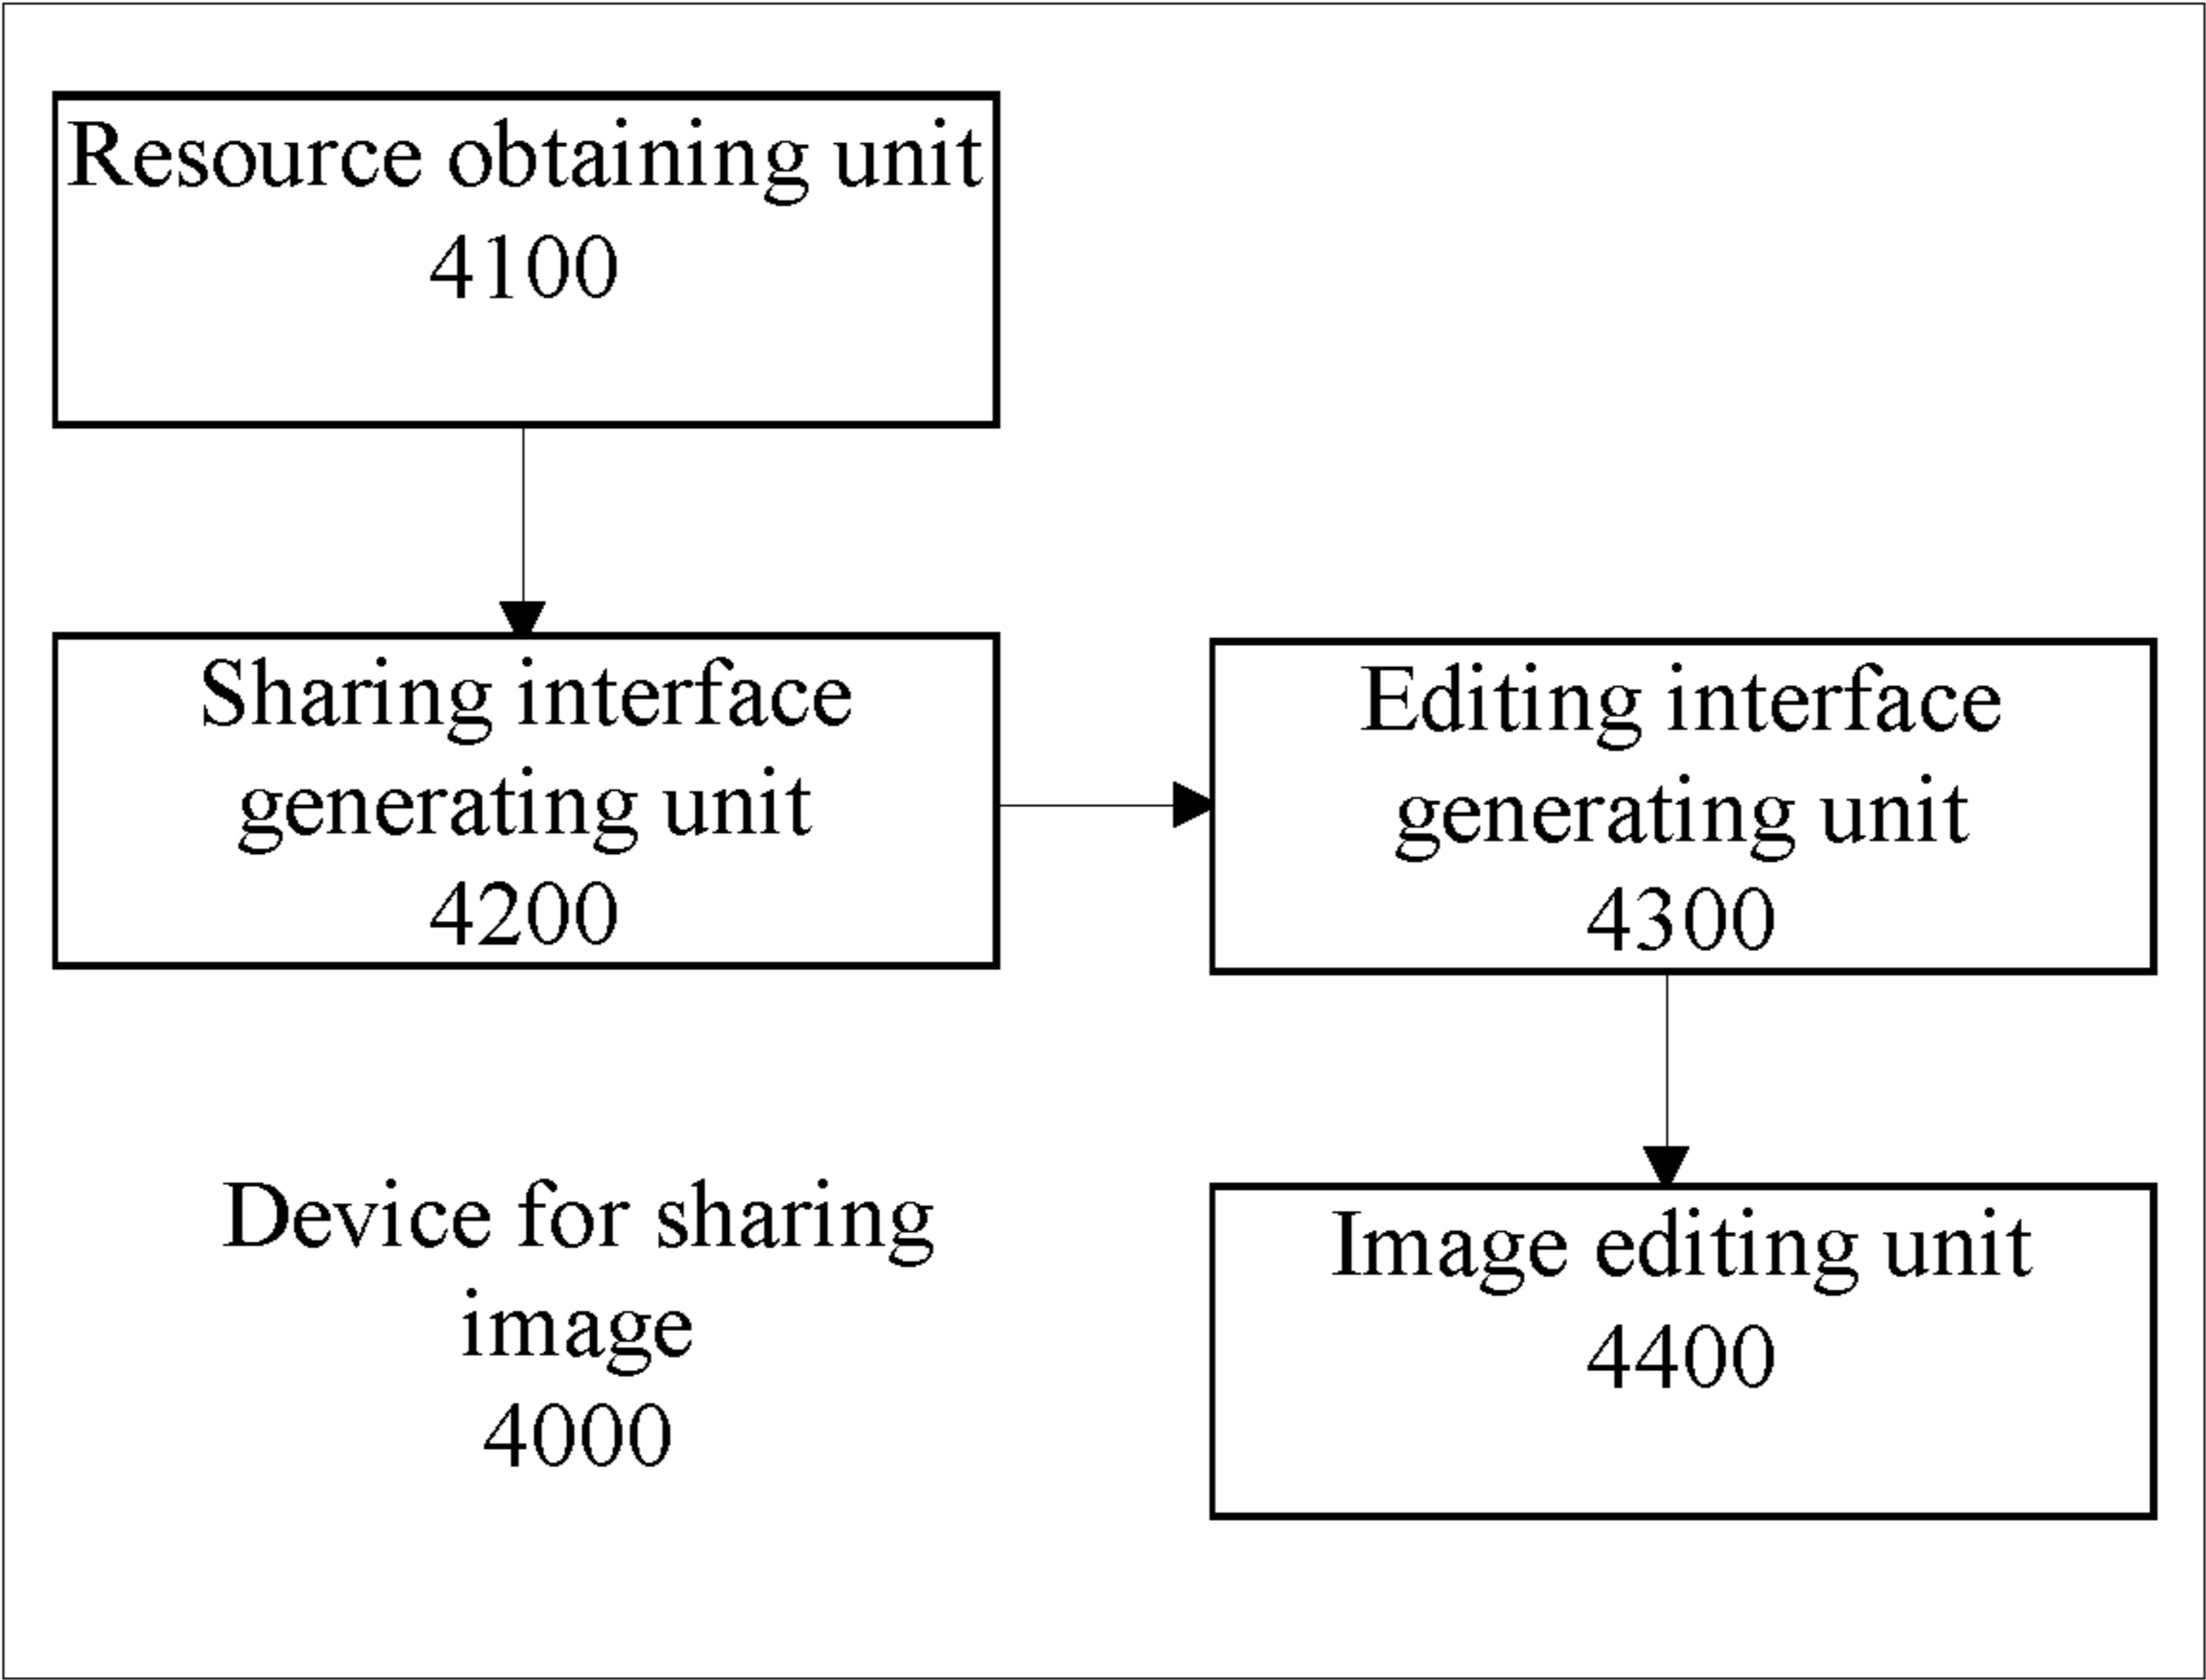 Resource obtaining unit
4100
Sharing interface
generating unit
4200
Editing interface
generating unit
4300
Device for sharing
image
4000
Image editing unit
4400